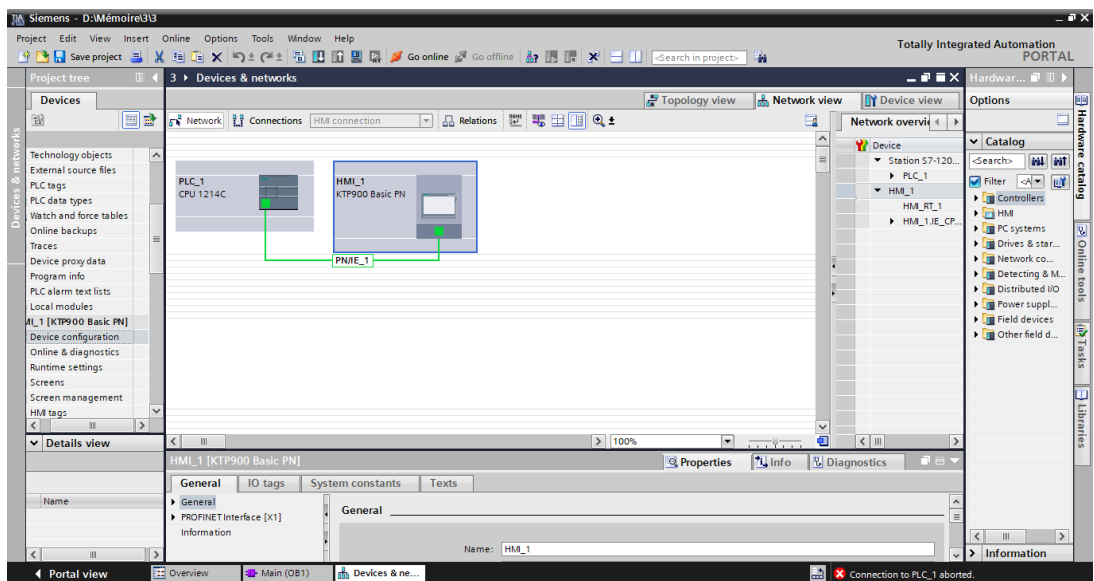 Siemens - D:\Mémoire\3\3
Project Edit View Insert Online Options Tools Window Help
Totally Integrated Automation
PORTAL
Save project
Go online
Go offline
<Search in project>
Project tree
3 ▸ Devices & networks
Hardwar...
Devices
Topology view
Network view
Device view
Options
Network
Connections
HMI connection
Relations
Network overvie
Devices & networks
Technology objects
External source files
PLC tags
PLC data types
Watch and force tables
Online backups
Traces
Device proxy data
Program info
PLC alarm text lists
Local modules
MI_1 [KTP900 Basic PN]
Device configuration
Online & diagnostics
Runtime settings
Screens
Screen management
HMI tags
Details view
Name
PLC_1
CPU 1214C
HMI_1
KTP900 Basic PN
PN/IE_1
100%
Device
Station S7-120...
PLC_1
HMI_1
HMI_RT_1
HMI_1.IE_CP...
Catalog
<Search>
Filter
<A
Controllers
HMI
PC systems
Drives & star...
Network co...
Detecting & M...
Distributed I/O
Power suppl...
Field devices
Other field d...
Information
Hardware catalog
Online tools
Tasks
Libraries
HMI_1 [KTP900 Basic PN]
Properties
Info
Diagnostics
General
IO tags
System constants
Texts
General
PROFINET Interface [X1]
Information
General
Name: HMI_1
Portal view
Overview
Main (OB1)
Devices & ne...
Connection to PLC_1 aborted.